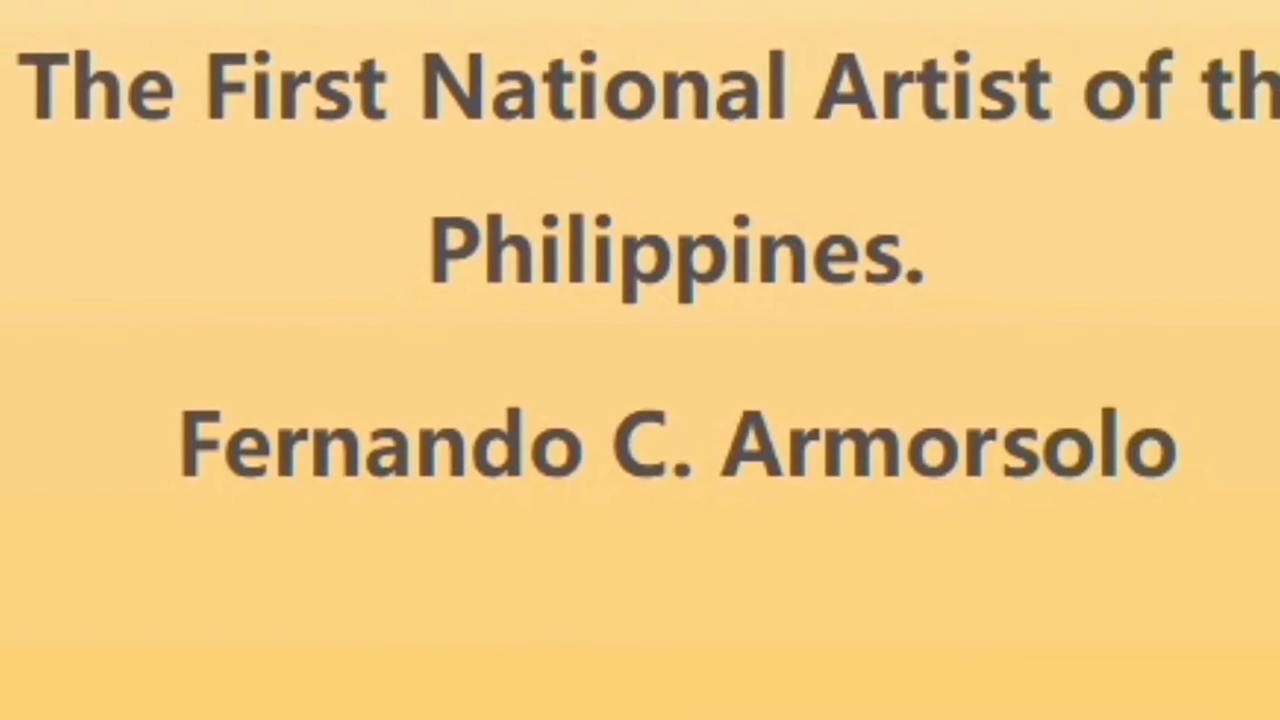 The First National Artist of th
Philippines.
Fernando C. Armorsolo